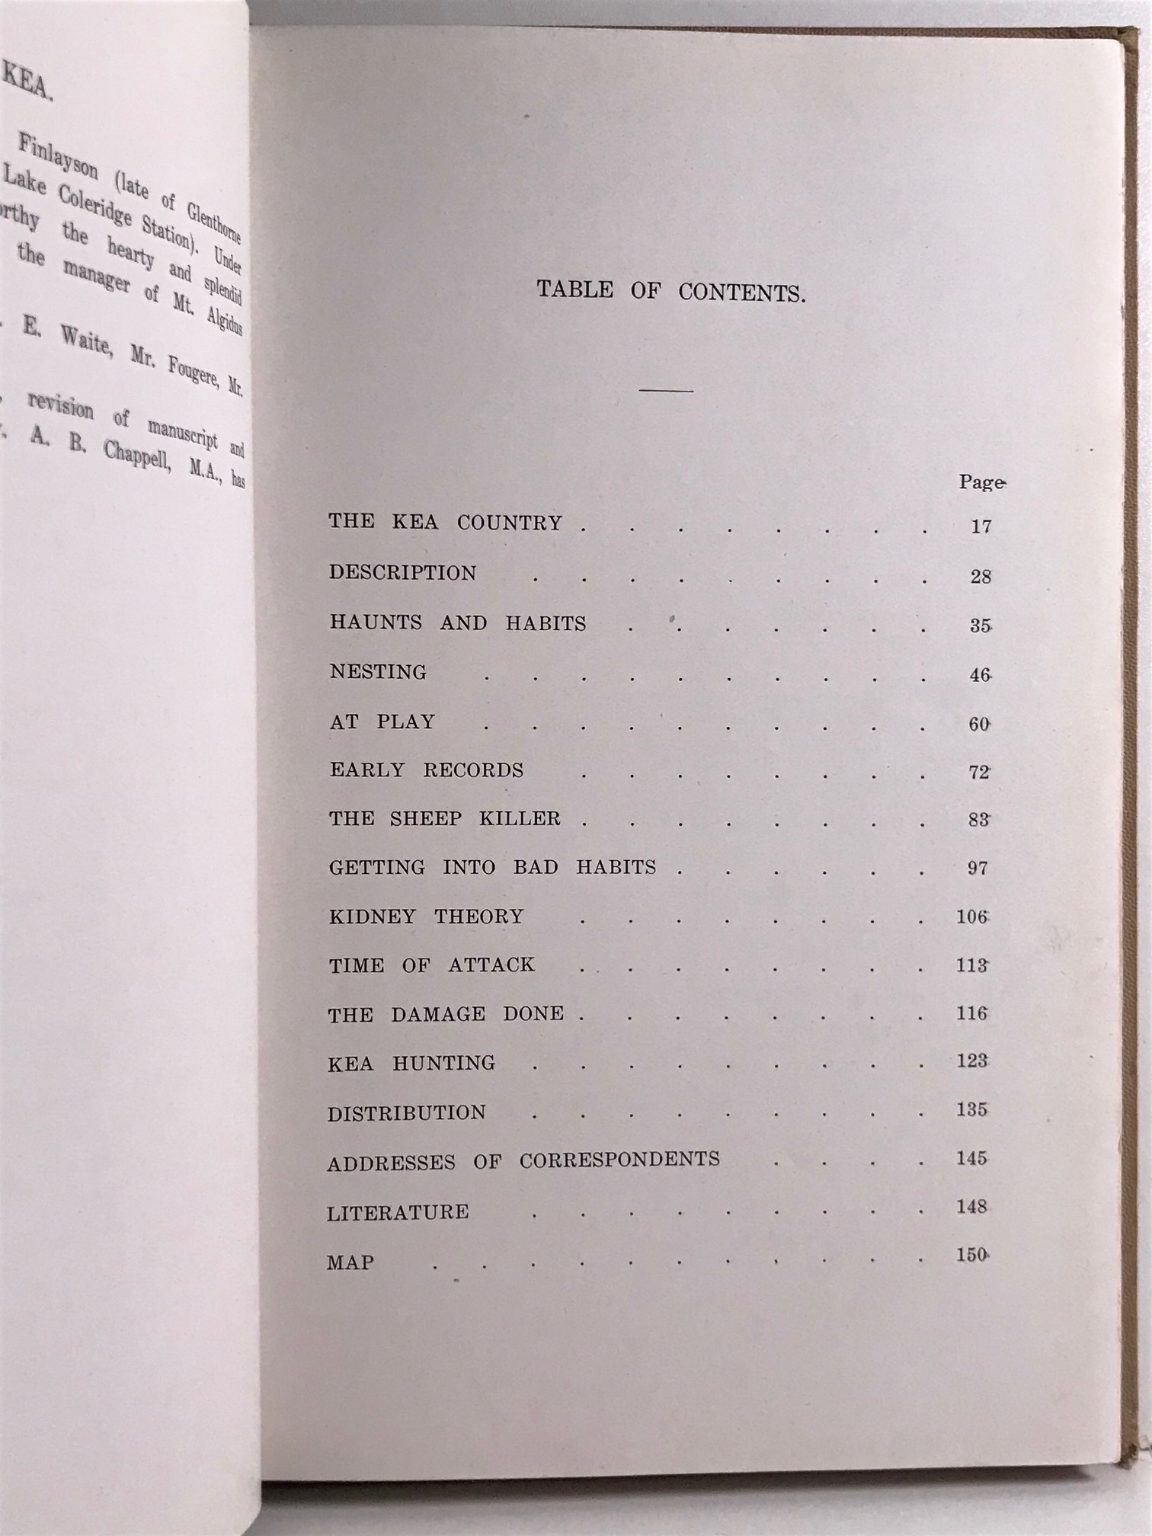 KEA.
Finlayson (late of Glenthorne
Lake Coleridge Station). Under
the hearty and splendid
the manager of Mt. Algidus
E. Waite, Mr. Fougere, Mr.
revision of manuscript and
A. B. Chappell, M.A., has
TABLE OF CONTENTS.
Page
THE KEA COUNTRY . . . . . . . . 17
DESCRIPTION . . . . . . . . . 28
HAUNTS AND HABITS . . . . . . . 35
NESTING . . . . . . . . . . 46
AT PLAY . . . . . . . . . . 60
EARLY RECORDS . . . . . . . . 72
THE SHEEP KILLER . . . . . . . . 83
GETTING INTO BAD HABITS . . . . . . 97
KIDNEY THEORY . . . . . . . . 106
TIME OF ATTACK . . . . . . . . 113
THE DAMAGE DONE . . . . . . . . 116
KEA HUNTING . . . . . . . . . 123
DISTRIBUTION . . . . . . . . . 135
ADDRESSES OF CORRESPONDENTS . . . . 145
LITERATURE . . . . . . . . . 148
MAP . . . . . . . . . . . 150